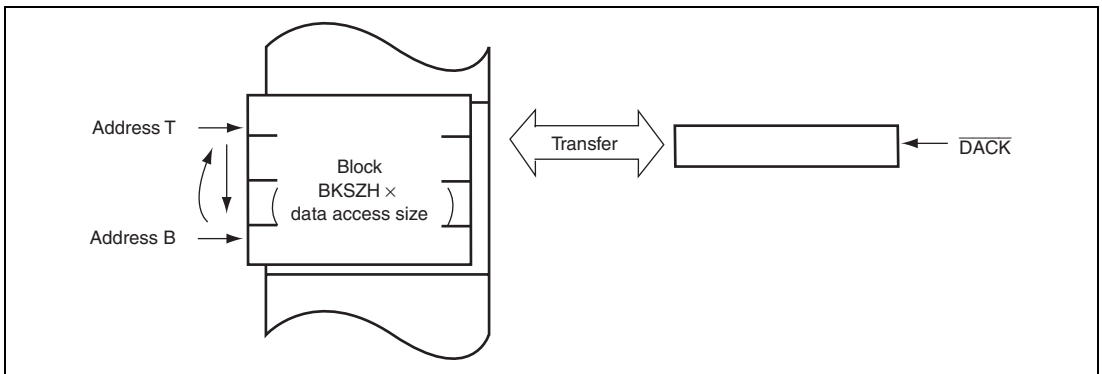 Address T
Transfer
DACK
Block
BKSZH ×
data access size
Address B